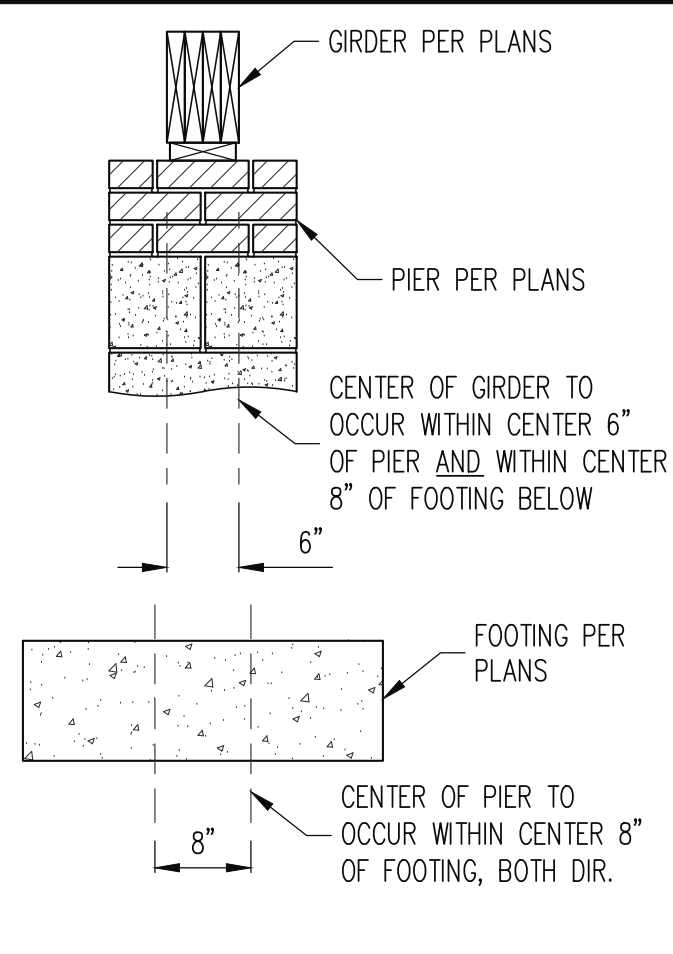 GIRDER PER PLANS
PIER PER PLANS
CENTER OF GIRDER TO
OCCUR WITHIN CENTER 6”
OF PIER AND WITHIN CENTER
8” OF FOOTING BELOW
6”
FOOTING PER
PLANS
CENTER OF PIER TO
OCCUR WITHIN CENTER 8”
OF FOOTING, BOTH DIR.
8”